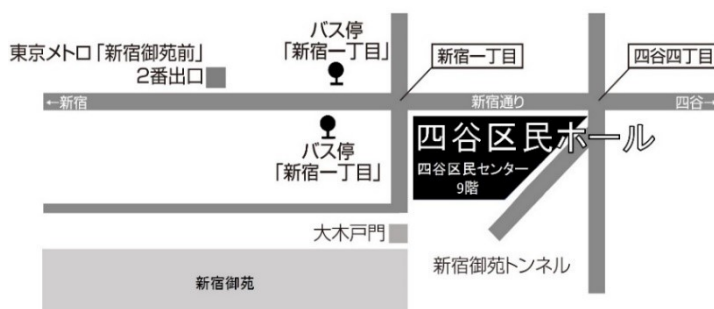 バス停
「新宿一丁目」
東京メトロ「新宿御苑前」
2番出口
新宿一丁目
四谷四丁目
←新宿
新宿通り
四谷→
バス停
「新宿一丁目」
四谷区民ホール
四谷区民センター
9階
大木戸門
新宿御苑トンネル
新宿御苑